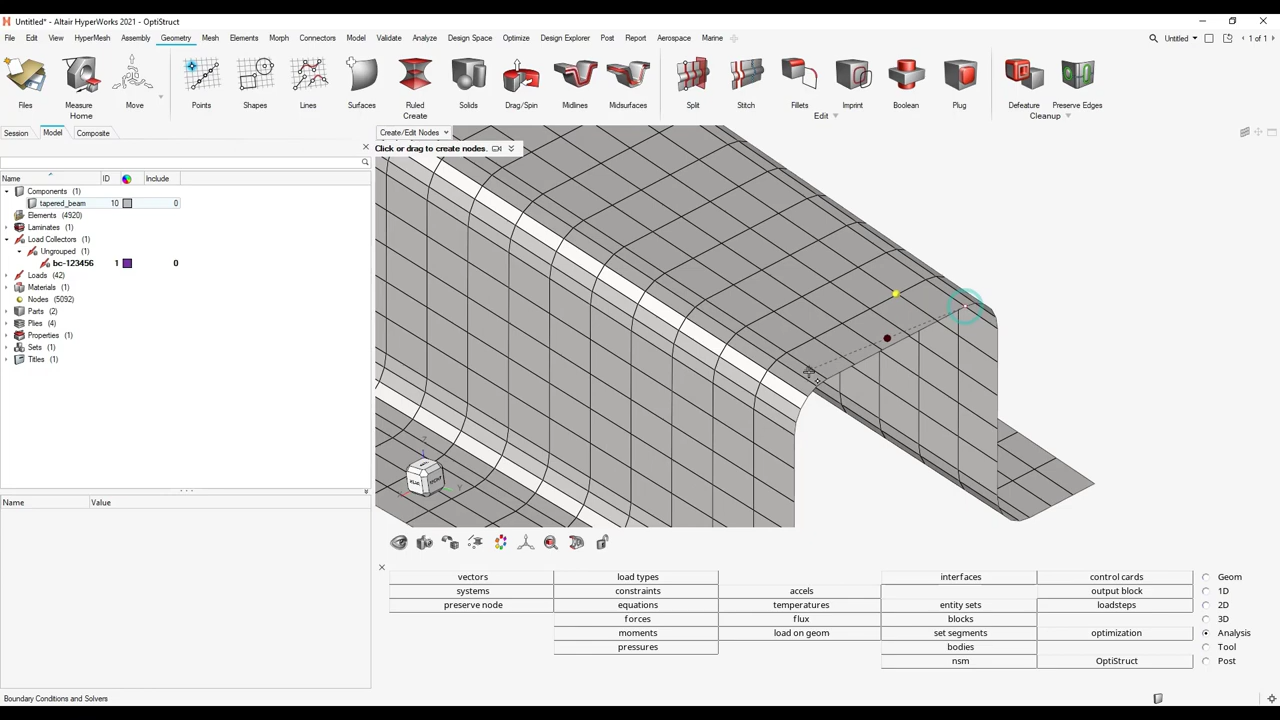 Untitled* - Altair HyperWorks 2021 - OptiStruct
File Edit View HyperMesh Assembly Geometry Mesh Elements Morph Connectors Model Validate Analyze Design Space Optimize Design Explorer Post Report Aerospace Marine Untitled 1 of 1
Files Measure Move Points Shapes Lines Surfaces Ruled Solids Drag/Spin Midlines Midsurfaces Split Stitch Fillets Imprint Boolean Plug Defeature Preserve Edges
Home Create Edit Cleanup
Session Model Composite
Create/Edit Nodes
Click or drag to create nodes.
Name ID Include
Components (1)
tapered_beam 10 0
Elements (4920)
Laminates (1)
Load Collectors (1)
Ungrouped (1)
bc-123456 1 0
Loads (42)
Materials (1)
Nodes (5092)
Parts (2)
Plies (4)
Properties (1)
Sets (1)
Titles (1)
Name Value
Z
Y
vectors load types interfaces control cards Geom
systems constraints accels output block 1D
preserve node equations temperatures entity sets loadsteps 2D
forces flux blocks 3D
moments load on geom set segments optimization Analysis
pressures bodies Tool
nsm OptiStruct Post
Boundary Conditions and Solvers